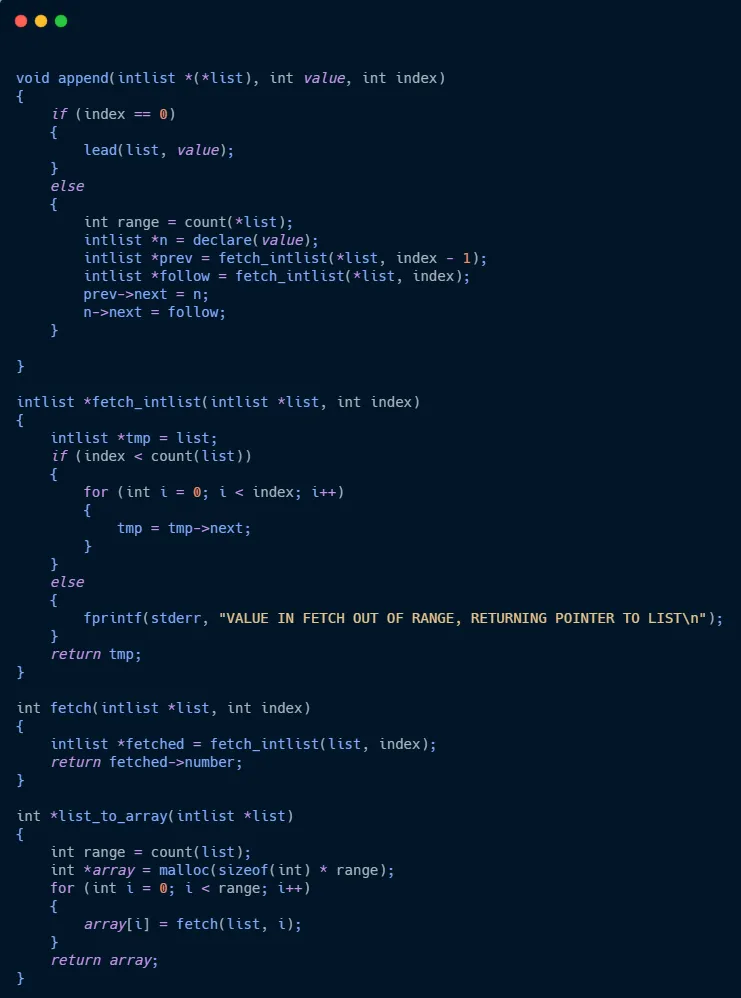 void append(intlist *(*list), int value, int index)
{
    if (index == 0)
    {
        lead(list, value);
    }
    else
    {
        int range = count(*list);
        intlist *n = declare(value);
        intlist *prev = fetch_intlist(*list, index - 1);
        intlist *follow = fetch_intlist(*list, index);
        prev->next = n;
        n->next = follow;
    }

}

intlist *fetch_intlist(intlist *list, int index)
{
    intlist *tmp = list;
    if (index < count(list))
    {
        for (int i = 0; i < index; i++)
        {
            tmp = tmp->next;
        }
    }
    else
    {
        fprintf(stderr, "VALUE IN FETCH OUT OF RANGE, RETURNING POINTER TO LIST\n");
    }
    return tmp;
}

int fetch(intlist *list, int index)
{
    intlist *fetched = fetch_intlist(list, index);
    return fetched->number;
}

int *list_to_array(intlist *list)
{
    int range = count(list);
    int *array = malloc(sizeof(int) * range);
    for (int i = 0; i < range; i++)
    {
        array[i] = fetch(list, i);
    }
    return array;
}